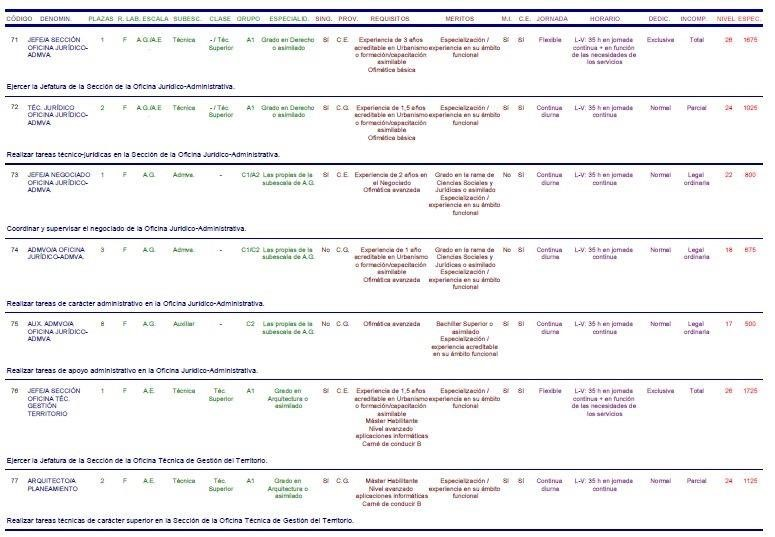 CÓDIGO DENOMIN. PLAZAS R. LAB. ESCALA SUBESC. CLASE GRUPO ESPECIALID. SING. PROV. REQUISITOS MERITOS M.I. C.E. JORNADA HORARIO DEDIC. INCOMP. NIVEL ESPEC.
71 JEFE/A SECCIÓN 1 F A.G./A.E Técnica - / Téc. A1 Grado en Derecho SÍ C.E. Experiencia de 3 años Especialización / SÍ SÍ Flexible L-V: 35 h en jornada Exclusiva Total 26 1675
OFICINA JURÍDICO- . Superior o asimilado acreditable en Urbanismo experiencia en su ámbito continua + en función
ADMVA. o formación/capacitación funcional de las necesidades de
asimilable los servicios
Ofimática básica
Ejercer la Jefatura de la Sección de la Oficina Jurídico-Administrativa.
72 TÉC. JURÍDICO 2 F A.G./A.E Técnica - / Téc. A1 Grado en Derecho SÍ C.G. Experiencia de 1,5 años Especialización / SÍ SÍ Continua L-V: 35 h en jornada Normal Parcial 24 1025
OFICINA JURÍDICO- . Superior o asimilado acreditable en Urbanismo experiencia en su ámbito diurna continua
ADMVA. o formación/capacitación funcional
asimilable
Ofimática básica
Realizar tareas técnico-jurídicas en la Sección de la Oficina Jurídico-Administrativa.
73 JEFE/A NEGOCIADO 1 F A.G. Admva. - C1/A2 Las propias de la SÍ C.E. Experiencia de 2 años en Grado en la rama de No SÍ Continua L-V: 35 h en jornada Normal Legal 22 800
OFICINA JURÍDICO- subescala de A.G. el Negociado Ciencias Sociales y diurna continua ordinaria
ADMVA. Ofimática avanzada Jurídicas o asimilado
Especialización /
experiencia en su ámbito
funcional
Coordinar y supervisar el negociado de la Oficina Jurídico-Administrativa.
74 ADMVO/A OFICINA 3 F A.G. Admva. - C1/C2 Las propias de la No C.G. Experiencia de 1 año Grado en la rama de No SÍ Continua L-V: 35 h en jornada Normal Legal 18 675
JURÍDICO-ADMVA. subescala de A.G. acreditable en Urbanismo Ciencias Sociales y diurna continua ordinaria
o formación/capacitación Jurídicas o asimilado
asimilable Especialización /
Ofimática avanzada experiencia en su ámbito
funcional
Realizar tareas de carácter administrativo en la Oficina Jurídico-Administrativa.
75 AUX. ADMVO/A 8 F A.G. Auxiliar - C2 Las propias de la No C.G. Ofimática avanzada Bachiller Superior o SÍ SÍ Continua L-V: 35 h en jornada Normal Legal 17 500
OFICINA JURÍDICO- subescala de A.G. asimilado diurna continua ordinaria
ADMVA. Especialización /
experiencia acreditable
en su ámbito funcional
Realizar tareas de apoyo administrativo en la Oficina Jurídico-Administrativa.
76 JEFE/A SECCIÓN 1 F A.E. Técnica Téc. A1 Grado en SÍ C.E. Experiencia de 1,5 años Especialización / SÍ SÍ Flexible L-V: 35 h en jornada Exclusiva Total 26 1725
OFICINA TÉC. Superior Arquitectura o acreditable en Urbanismo experiencia en su ámbito continua + en función
GESTIÓN asimilado o formación/capacitación funcional de las necesidades de
TERRITORIO asimilable los servicios
Máster Habilitante
Nivel avanzado
aplicaciones informáticas
Carné de conducir B
Ejercer la Jefatura de la Sección de la Oficina Técnica de Gestión del Territorio.
77 ARQUITECTO/A 2 F A.E. Técnica Téc. A1 Grado en SÍ C.G. Máster Habilitante Especialización / SÍ SÍ Continua L-V: 35 h en jornada Normal Parcial 24 1125
PLANEAMIENTO Superior Arquitectura o Nivel avanzado experiencia en su ámbito diurna continua
asimilado aplicaciones informáticas funcional
Carné de conducir B
Realizar tareas técnicas de carácter superior en la Sección de la Oficina Técnica de Gestión del Territorio.